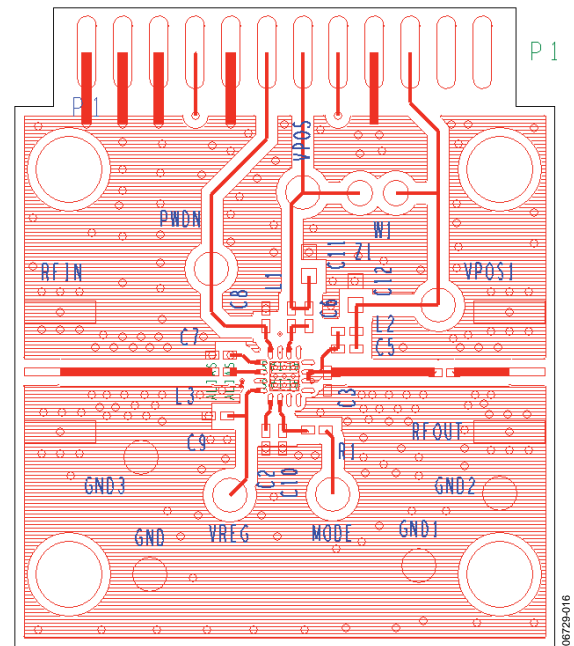 P1
P1
VPOS
PWDN
W1
Z1
C11
RFIN
L1
C12
VPOS1
C8
C6
L2
C7
C5
L3
C3
C9
RFOUT
R1
C2
C10
GND3
GND2
VREG
MODE
GND1
GND
06729-016